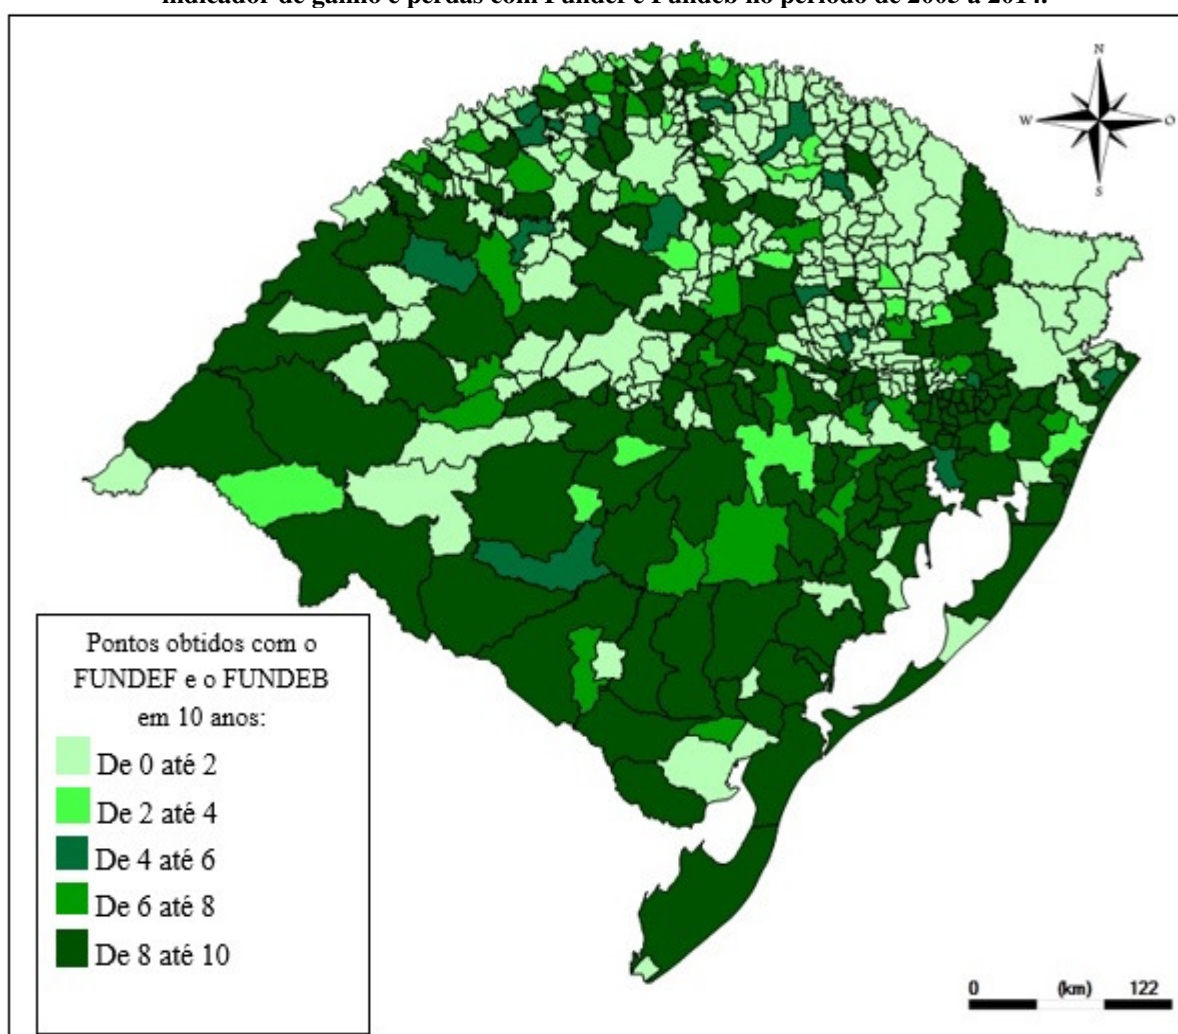 indicador de ganho e perdas com Fundef e Fundeb no período de 2005 a 2014.
N
W
O
S
Pontos obtidos com o
FUNDEF e o FUNDEB
em 10 anos:
De 0 até 2
De 2 até 4
De 4 até 6
De 6 até 8
De 8 até 10
0 (km) 122